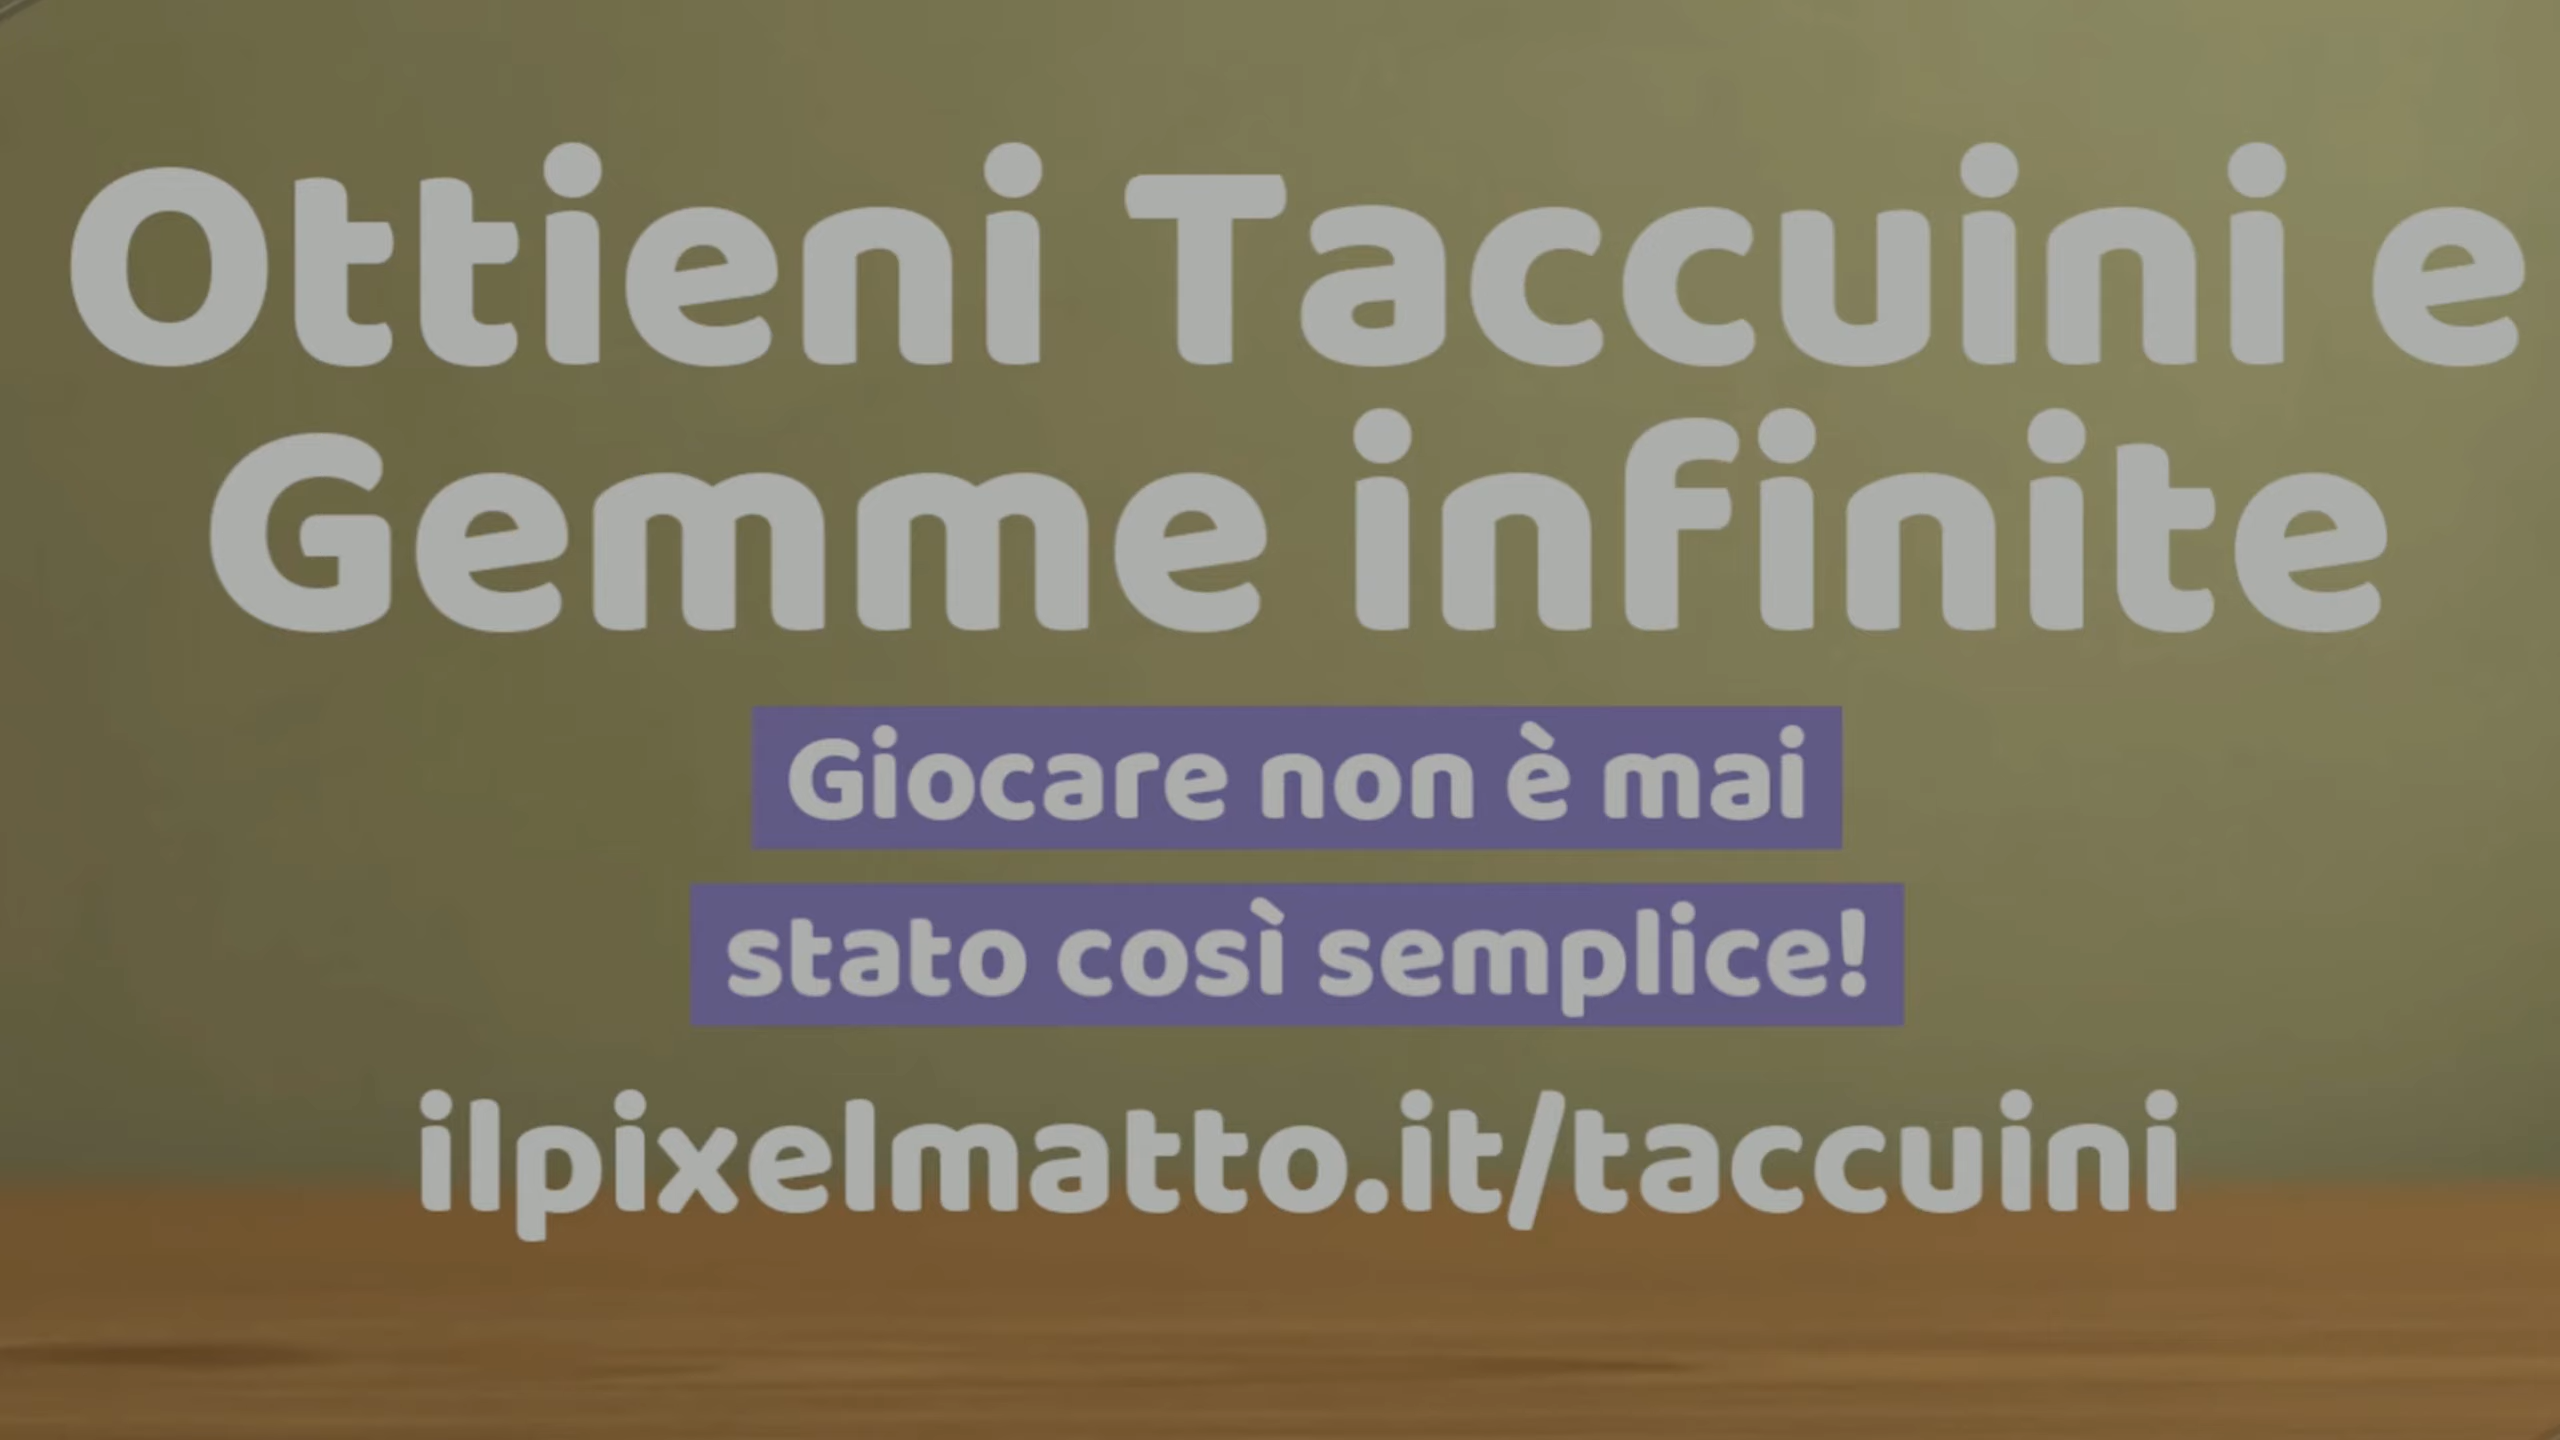 Ottieni Taccuini e
Gemme infinite
Giocare non è mai
stato così semplice!
ilpixelmatto.it/taccuini